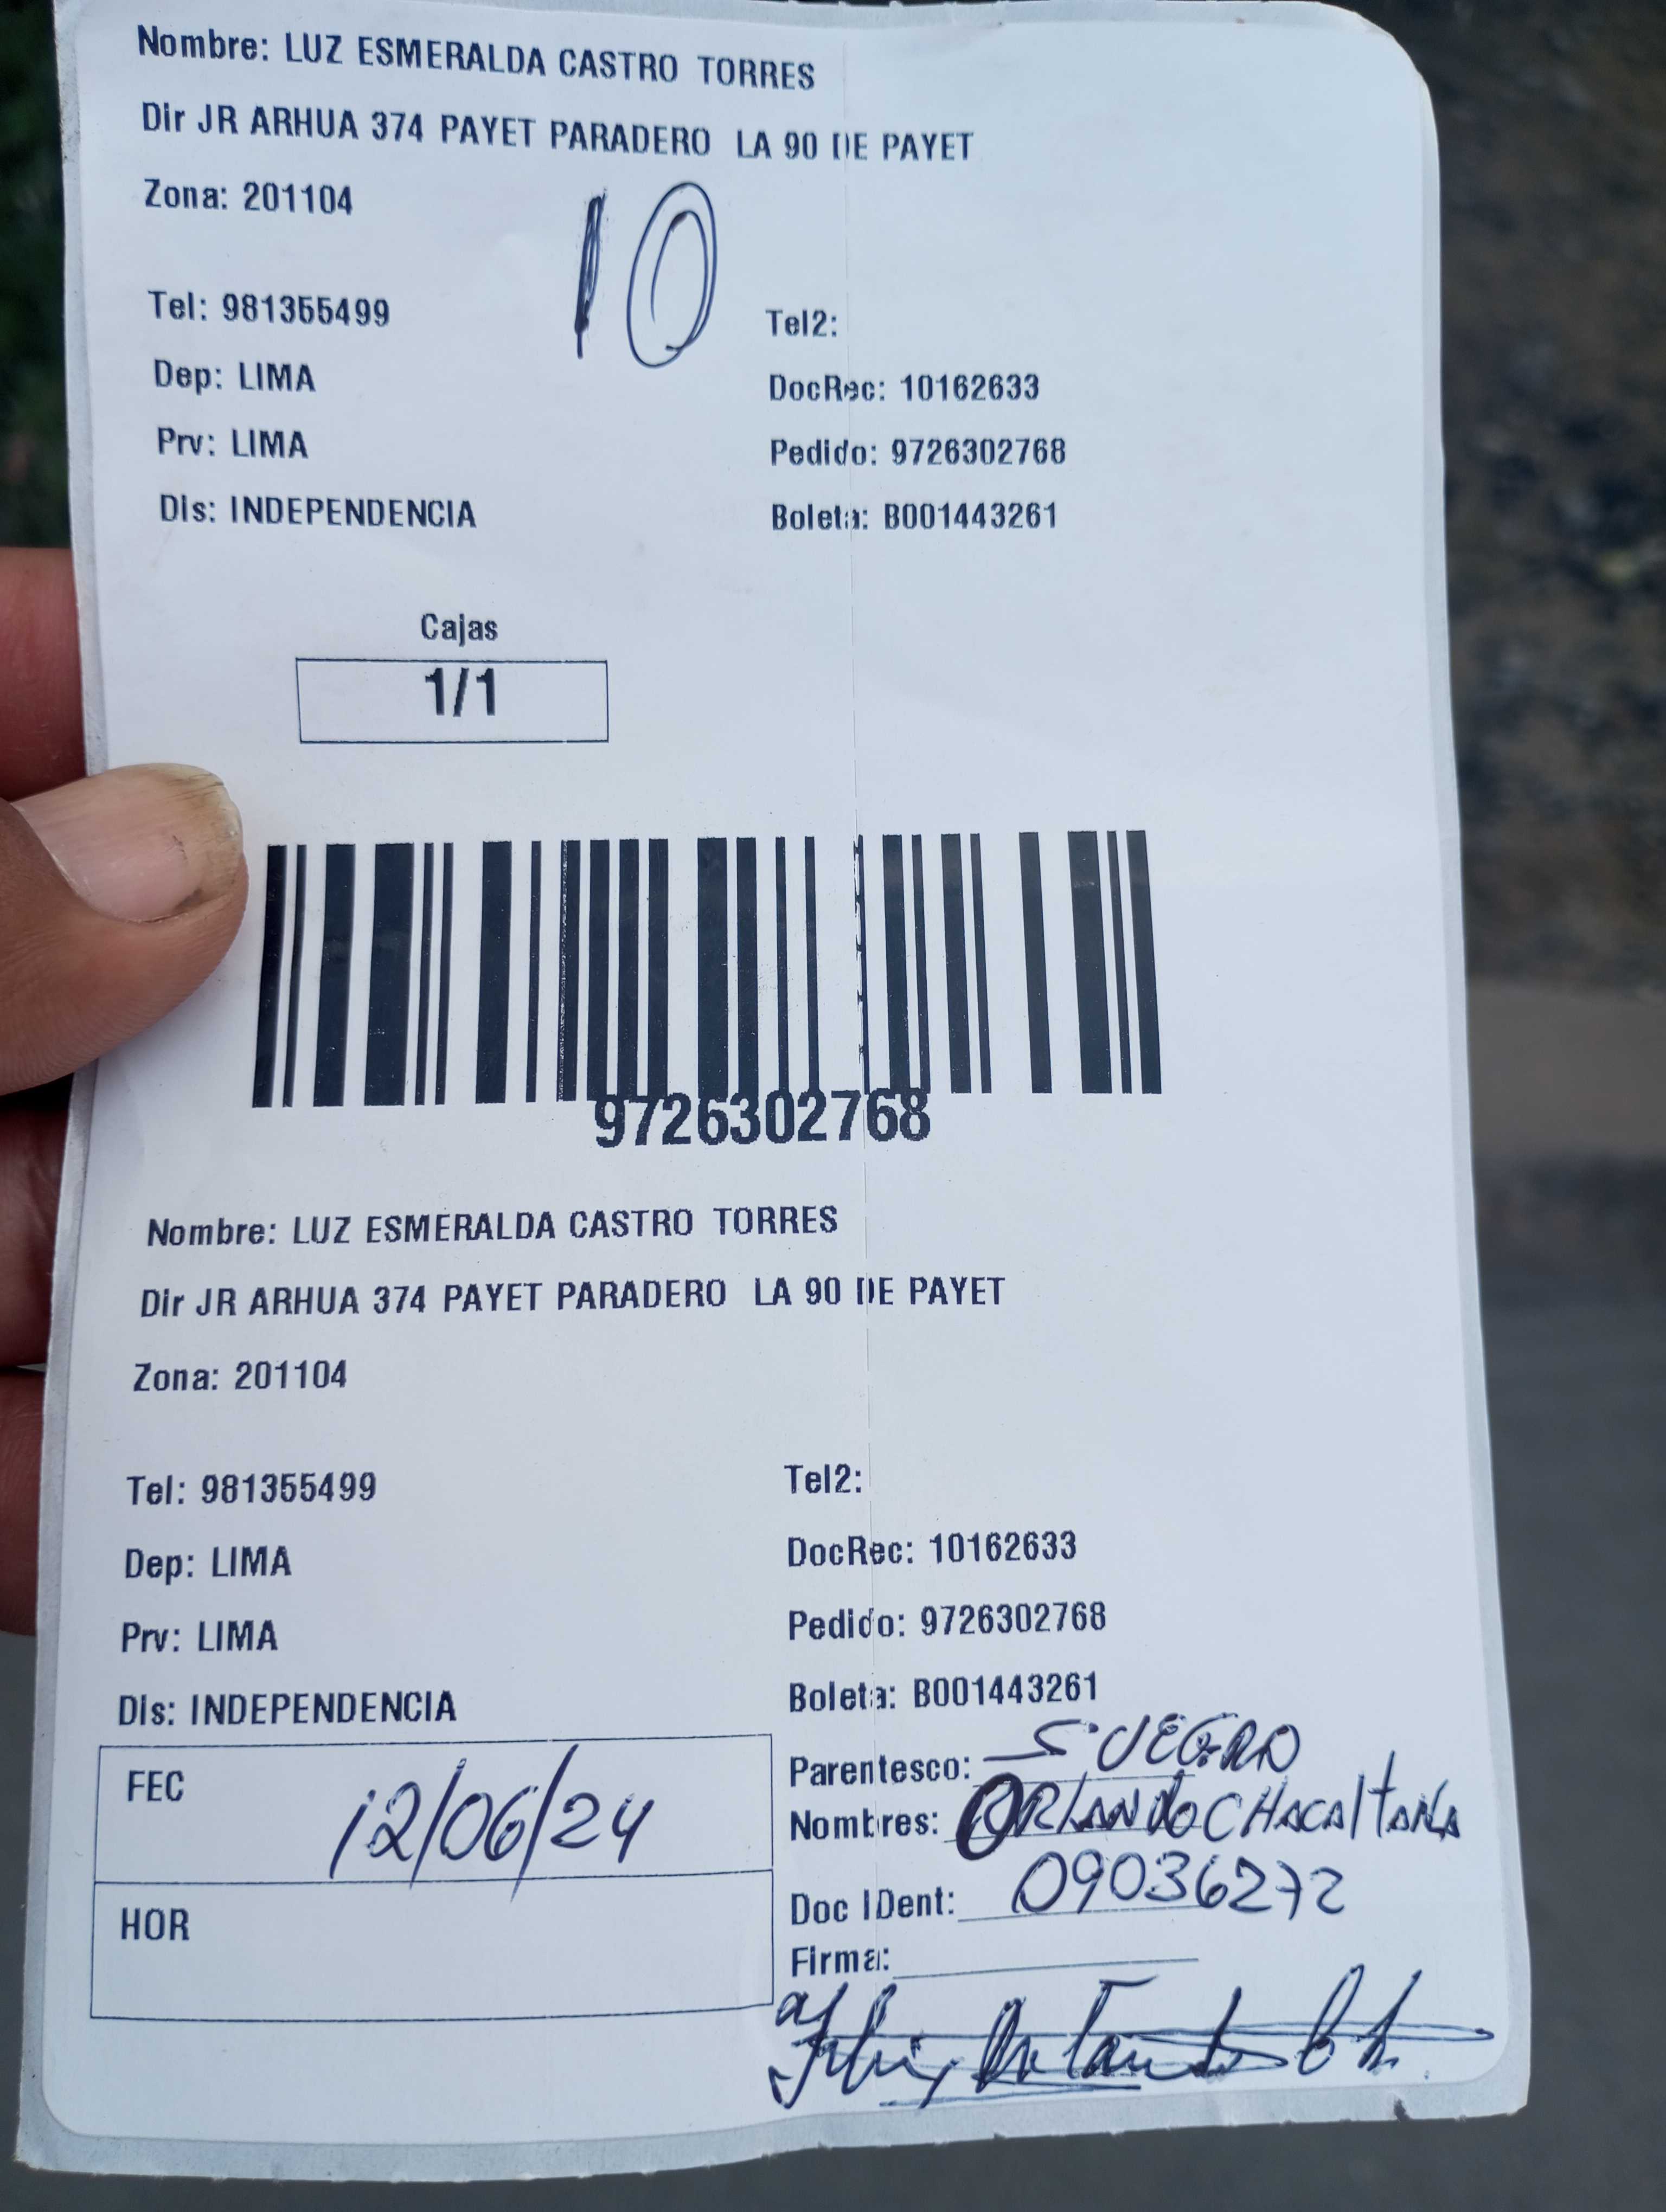 Nombre: LUZ ESMERALDA CASTRO TORRES
Dir JR ARHUA 374 PAYET PARADERO LA 90 DE PAYET
Zona: 201104
10
Tel: 981355499
Tel2:
Dep: LIMA
DocRec: 10162633
Prv: LIMA
Pedido: 9726302768
DIs: INDEPENDENCIA
Boleta: B001443261
Cajas
1/1
9726302768
Nombre: LUZ ESMERALDA CASTRO TORRES
Dir JR ARHUA 374 PAYET PARADERO LA 90 DE PAYET
Zona: 201104
Tel: 981355499
Tel2:
Dep: LIMA
DocRec: 10162633
Prv: LIMA
Pedido: 9726302768
DIs: INDEPENDENCIA
Boleta: B001443261
FEC 12/06/24
Parentesco: SUEGRO
Nombres: ORLANDO CHACALTANA
HOR
Doc IDent: 09036272
Firma: